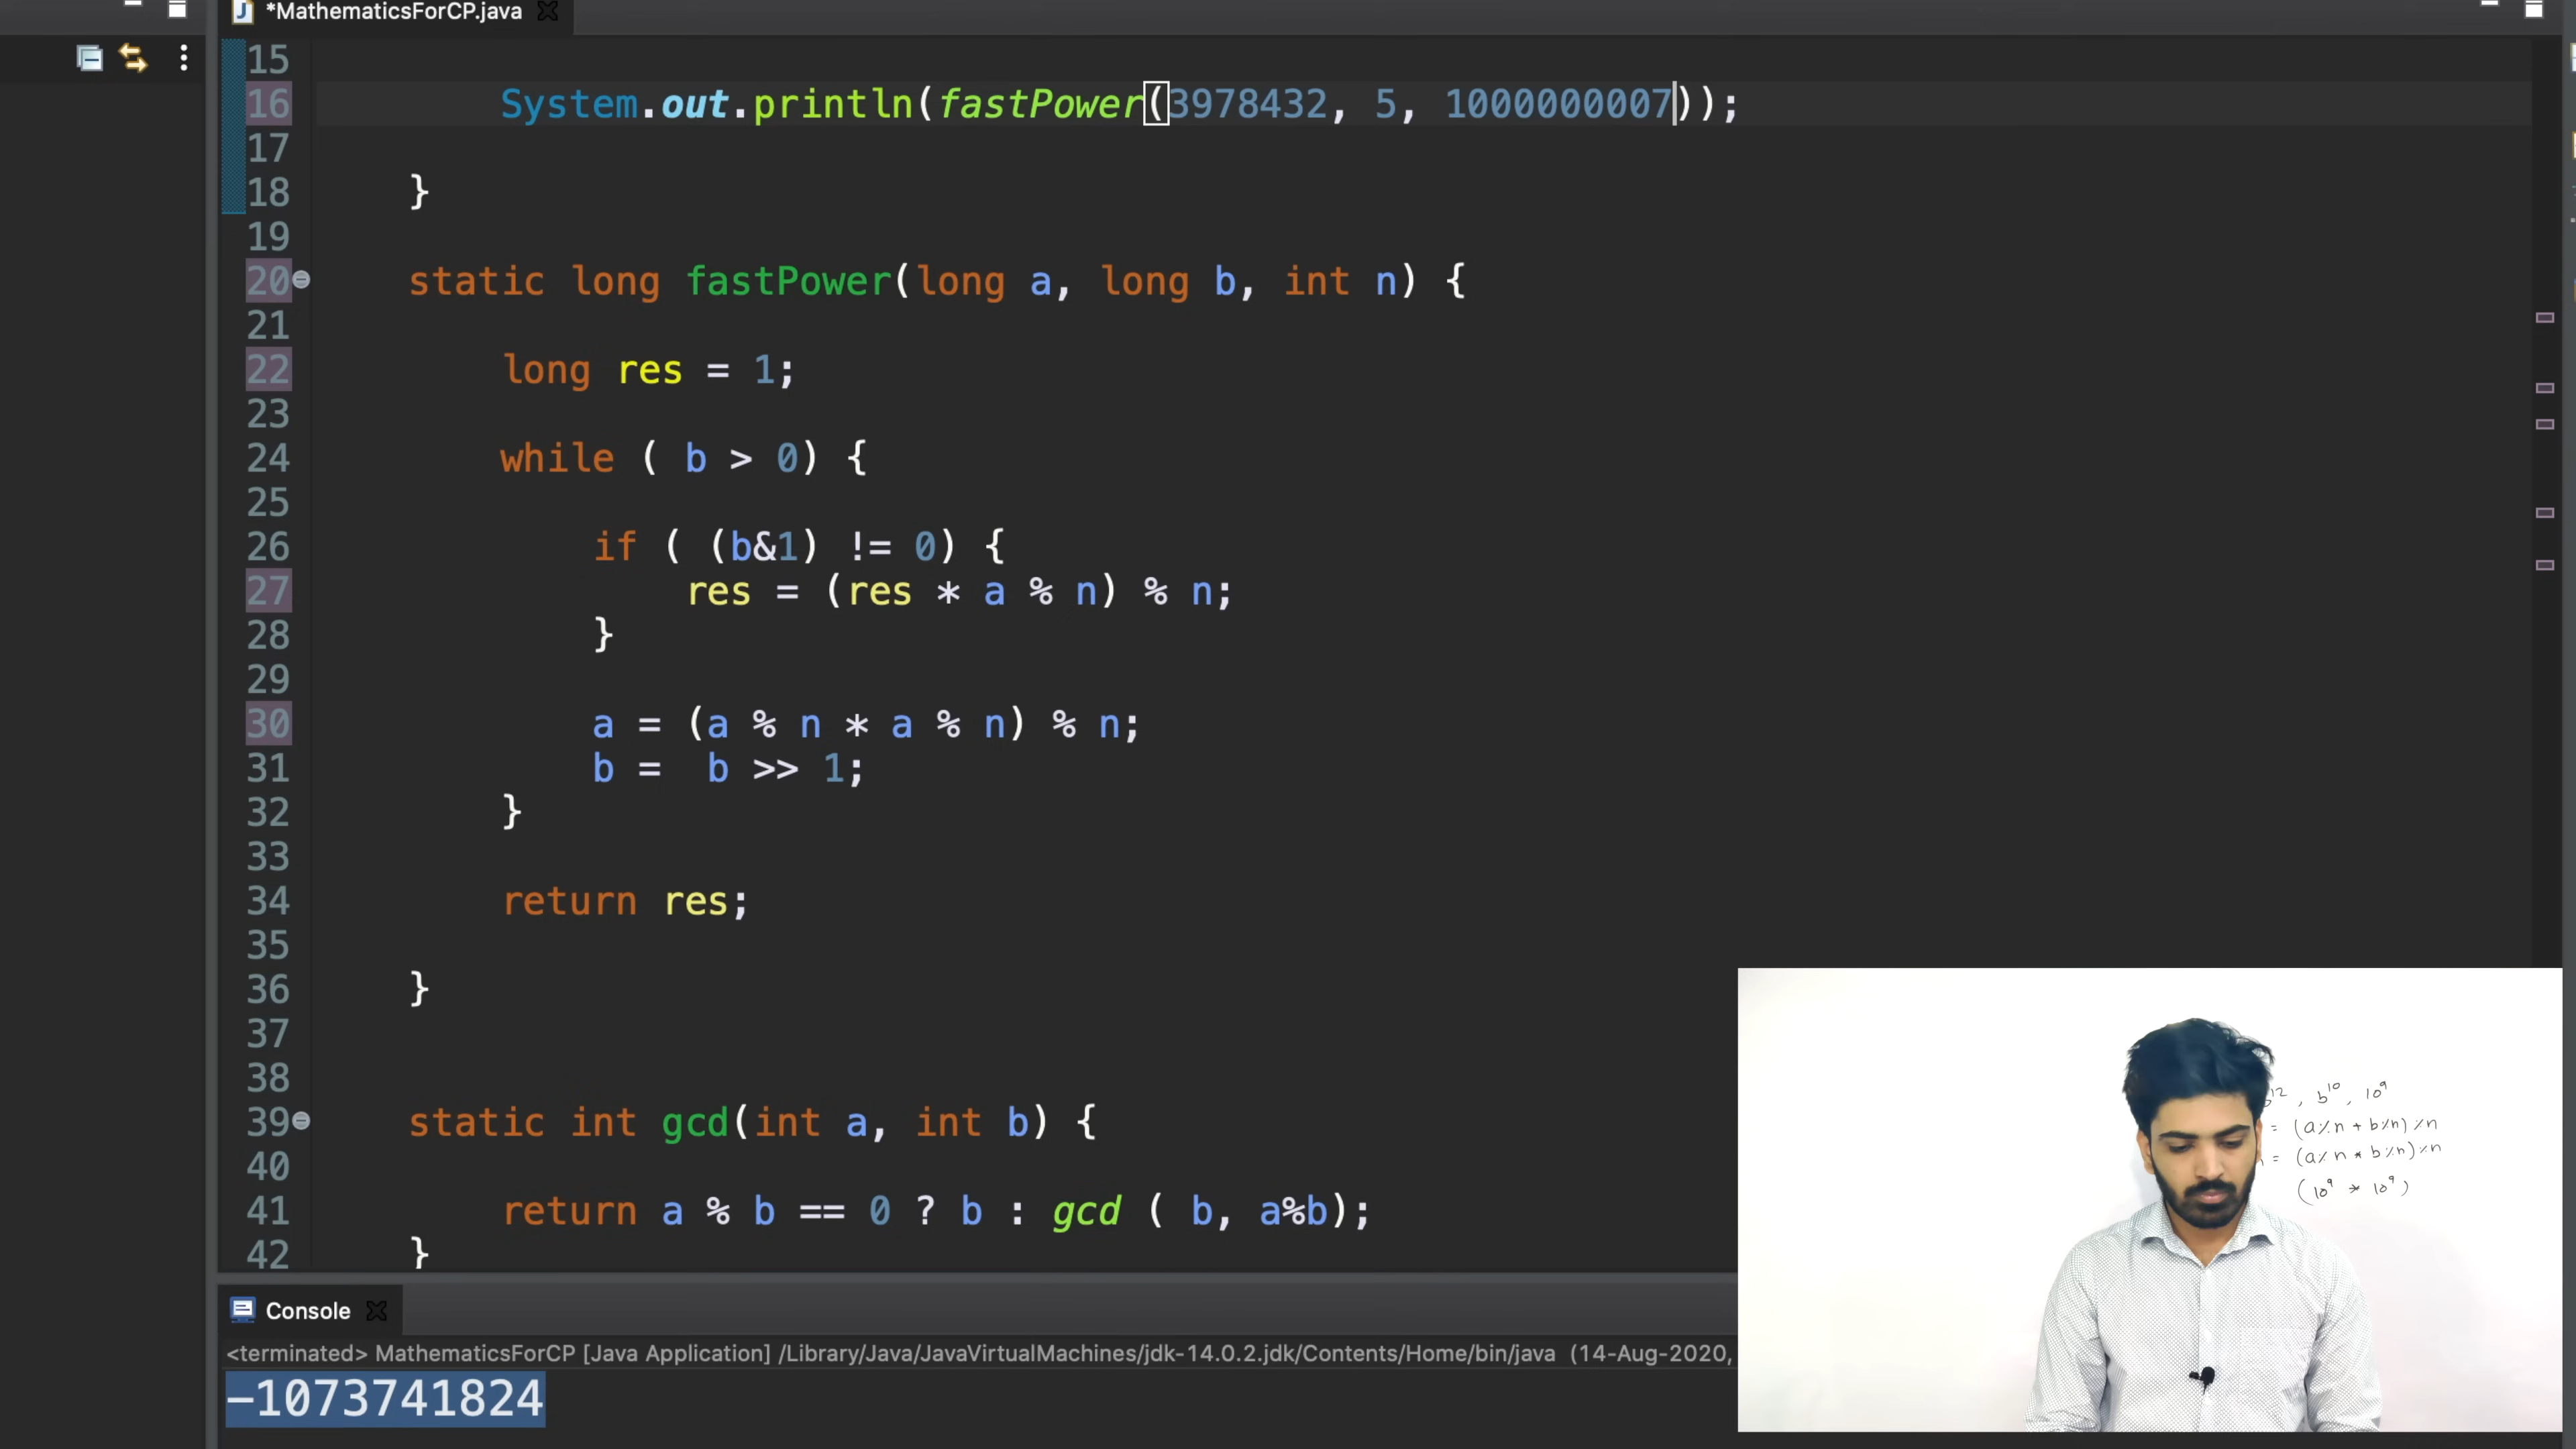 *MathematicsForCP.java
15
16 System.out.println(fastPower(3978432, 5, 1000000007));
17
18 }
19
20 static long fastPower(long a, long b, int n) {
21
22 long res = 1;
23
24 while ( b > 0) {
25
26 if ( (b&1) != 0) {
27 res = (res * a % n) % n;
28 }
29
30 a = (a % n * a % n) % n;
31 b =  b >> 1;
32 }
33
34 return res;
35
36 }
37
38
39 static int gcd(int a, int b) {
40
41 return a % b == 0 ? b : gcd ( b, a%b);
42 }
, b¹⁰, 10⁹
= (a%n + b%n)%n
= (a%n * b%n)%n
(10⁹ * 10⁹)
Console
<terminated> MathematicsForCP [Java Application] /Library/Java/JavaVirtualMachines/jdk-14.0.2.jdk/Contents/Home/bin/java (14-Aug-2020,
-1073741824